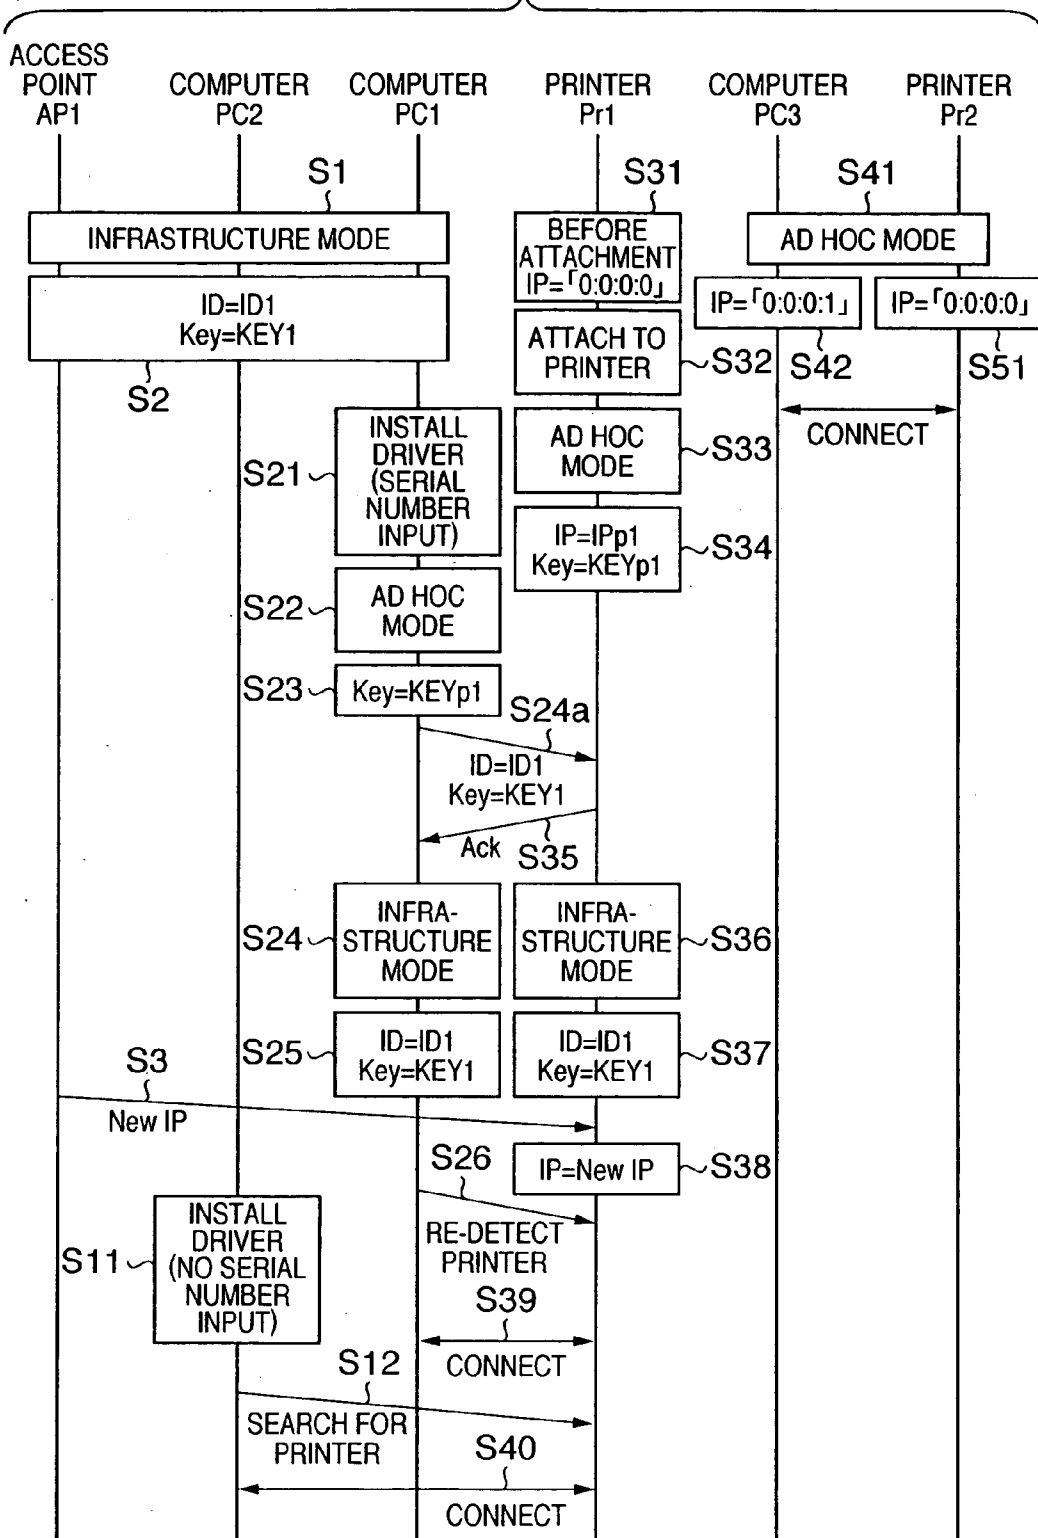 ACCESS
POINT
AP1
COMPUTER
PC2
COMPUTER
PC1
PRINTER
Pr1
COMPUTER
PC3
PRINTER
Pr2
S1
S31
S41
INFRASTRUCTURE MODE
BEFORE
ATTACHMENT
IP=「0:0:0:0」
AD HOC MODE
ID=ID1
Key=KEY1
IP=「0:0:0:1」
IP=「0:0:0:0」
S2
ATTACH TO
PRINTER
S32
S42
S51
CONNECT
S21
INSTALL
DRIVER
(SERIAL
NUMBER
INPUT)
AD HOC
MODE
S33
IP=IPp1
Key=KEYp1
S34
S22
AD HOC
MODE
S23
Key=KEYp1
S24a
ID=ID1
Key=KEY1
Ack
S35
S24
INFRA-
STRUCTURE
MODE
INFRA-
STRUCTURE
MODE
S36
S25
ID=ID1
Key=KEY1
ID=ID1
Key=KEY1
S37
S3
New IP
S26
IP=New IP
S38
RE-DETECT
PRINTER
S11
INSTALL
DRIVER
(NO SERIAL
NUMBER
INPUT)
S39
CONNECT
S12
SEARCH FOR
PRINTER
S40
CONNECT